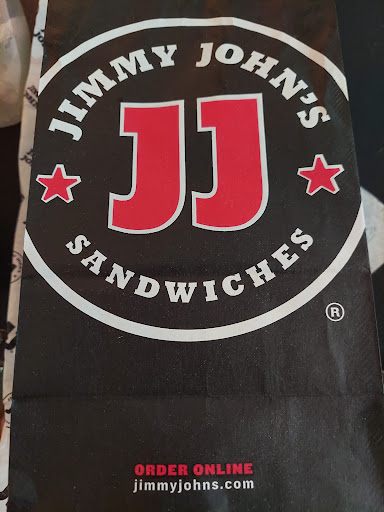 JIMMY JOHN'S
JJ
SANDWICHES
®
ORDER ONLINE
jimmyjohns.com